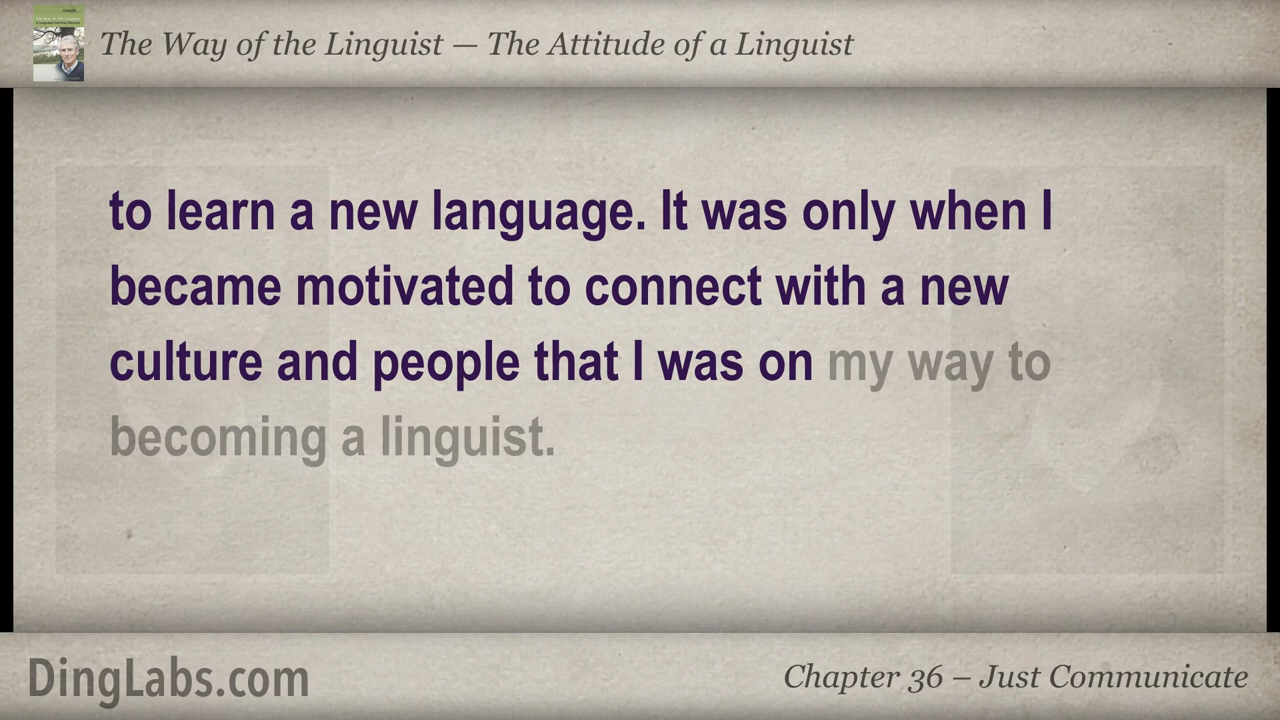 The Way of the Linguist — The Attitude of a Linguist
to learn a new language. It was only when I
became motivated to connect with a new
culture and people that I was on my way to
becoming a linguist.
DingLabs.com
Chapter 36 – Just Communicate